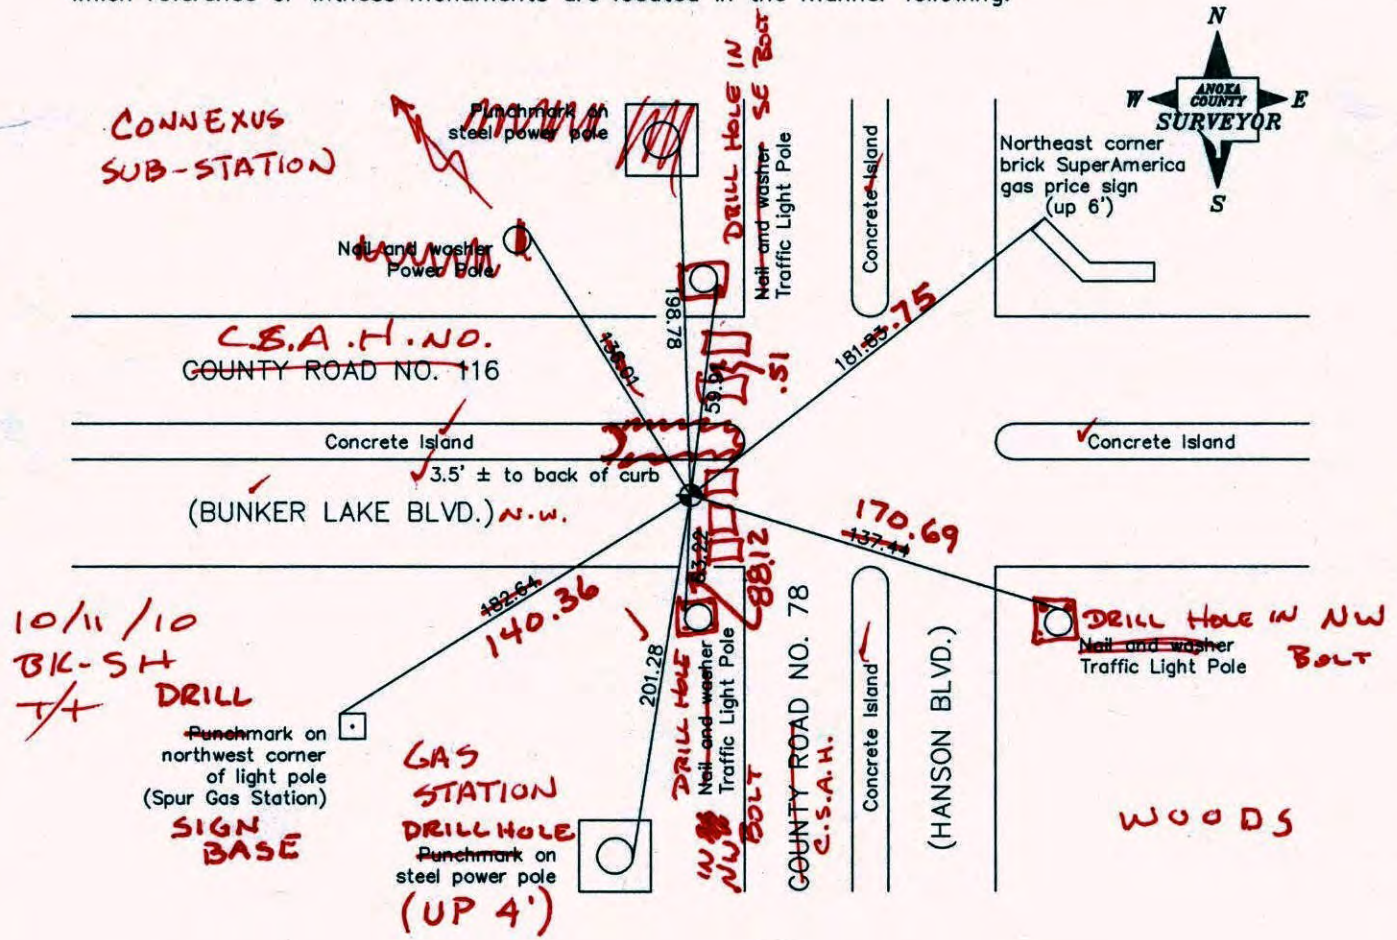 which reference or witness monuments are located in the manner following:
N
ANOKA
COUNTY
W E
SURVEYOR
S
CONNEXUS
SUB-STATION
Punchmark on
steel power pole
DRILL HOLE IN
SE BOLT
Nail and washer
Traffic Light Pole
Concrete Island
Northeast corner
brick SuperAmerica
gas price sign
(up 6')
Nail and washer
Power Pole
198.78
C.S.A.H. NO.
COUNTY ROAD NO. 116
59.91
.51
181.83
.75
Concrete Island
3.5' ± to back of curb
Concrete Island
(BUNKER LAKE BLVD.) N.W.
170.69
137.44
88.12
182.64
140.36
201.28
10/11/10
BK-SH
T/T
DRILL
Punchmark on
northwest corner
of light pole
(Spur Gas Station)
SIGN
BASE
GAS
STATION
DRILL HOLE
Punchmark on
steel power pole
(UP 4')
DRILL HOLE
IN
NW BOLT
Nail and washer
Traffic Light Pole
COUNTY ROAD NO. 78
C.S.A.H.
Concrete Island
(HANSON BLVD.)
DRILL HOLE IN NW
BOLT
Nail and washer
Traffic Light Pole
WOODS